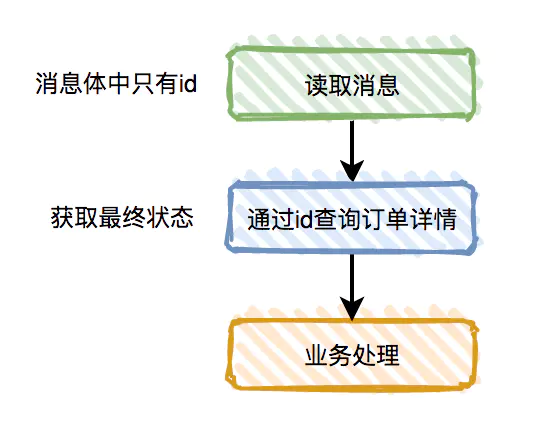 消息体中只有id
读取消息
获取最终状态
通过id查询订单详情
业务处理